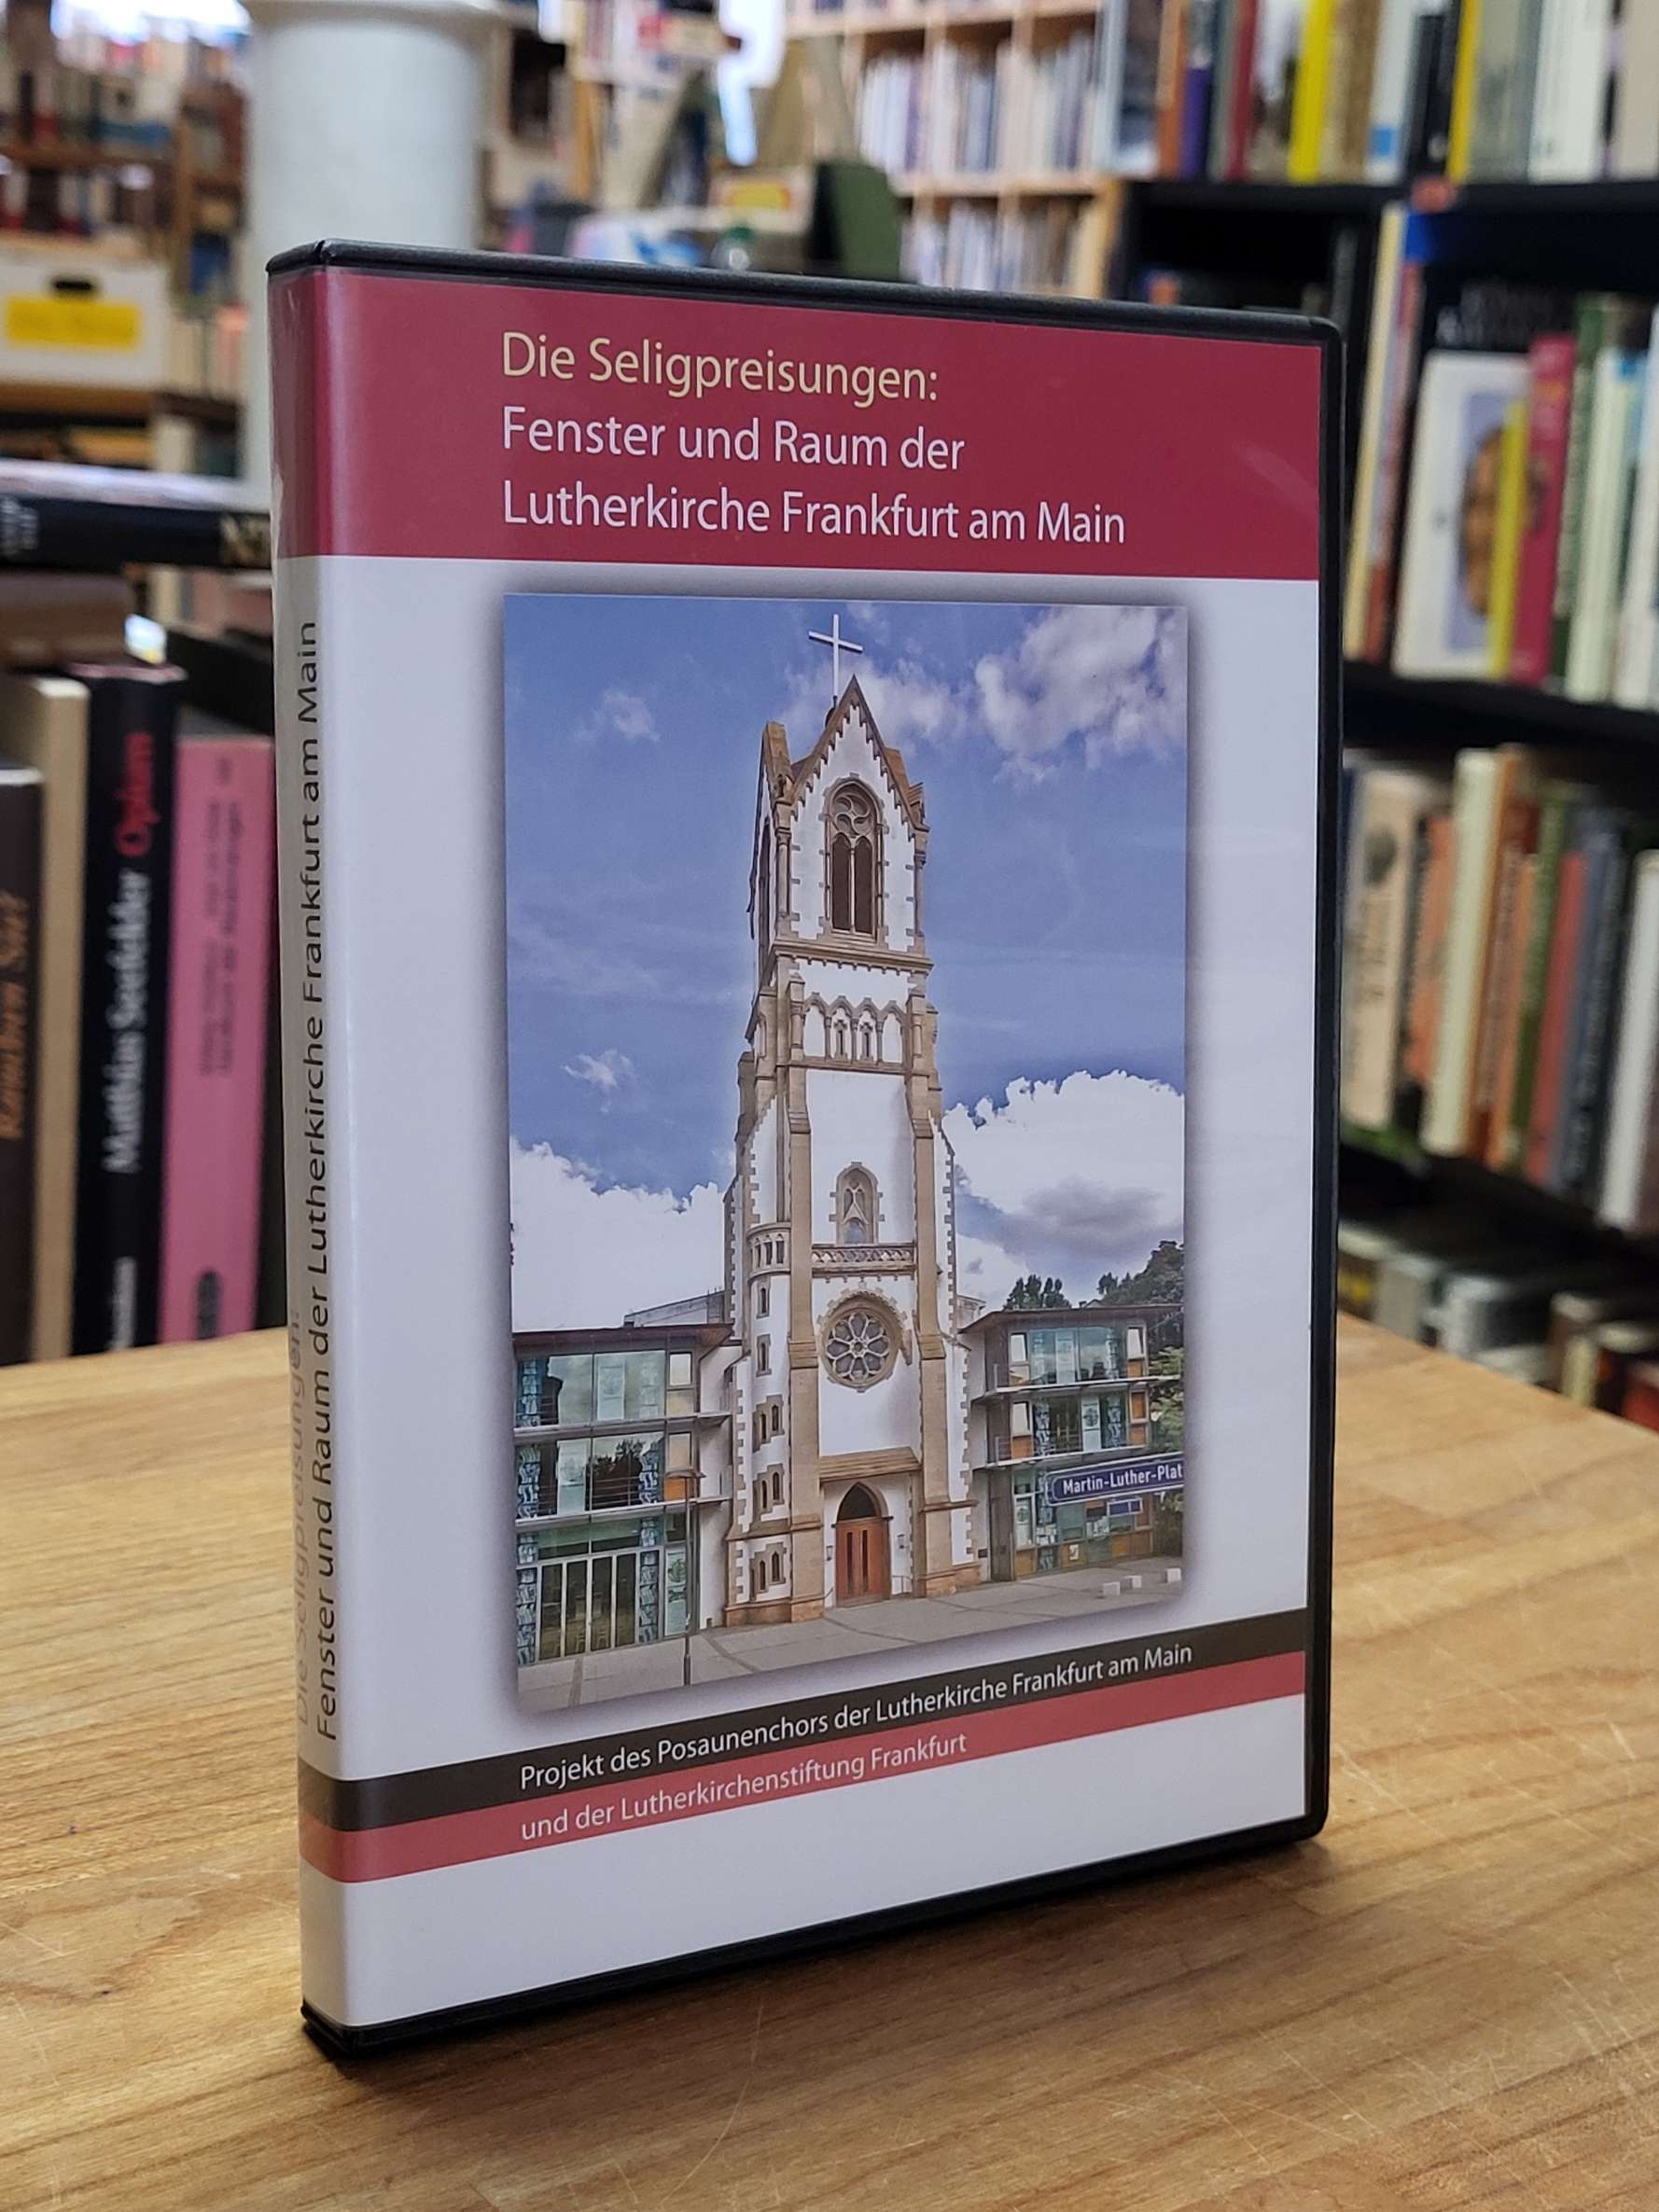 Die Seligpreisungen:
Fenster und Raum der
Lutherkirche Frankfurt am Main
Martin-Luther-Plat
Projekt des Posaunenchors der Lutherkirche Frankfurt am Main
und der Lutherkirchenstiftung Frankfurt
Die Seligpreisungen:
Fenster und Raum der Lutherkirche Frankfurt am Main
Matthias Seefelder Opium